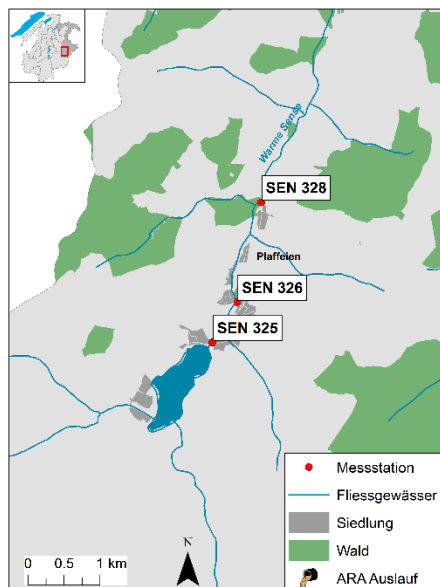 Warme Sense
SEN 328
Plaffeien
SEN 326
SEN 325
Messstation
Fliessgewässer
Siedlung
Wald
ARA Auslauf
N
0 0.5 1 km